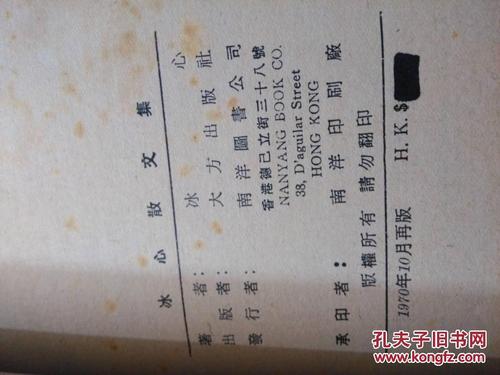 冰心散文集
著者：冰心
出版者：大方出版社
發行者：南洋圖書公司
香港德己立街三十八號
NANYANG BOOK CO.
38, D'aguilar Street
HONG KONG
承印者：南洋印刷廠
版權所有 請勿翻印
1970年10月再版 H.K.$
孔夫子旧书网
www.kongfz.com